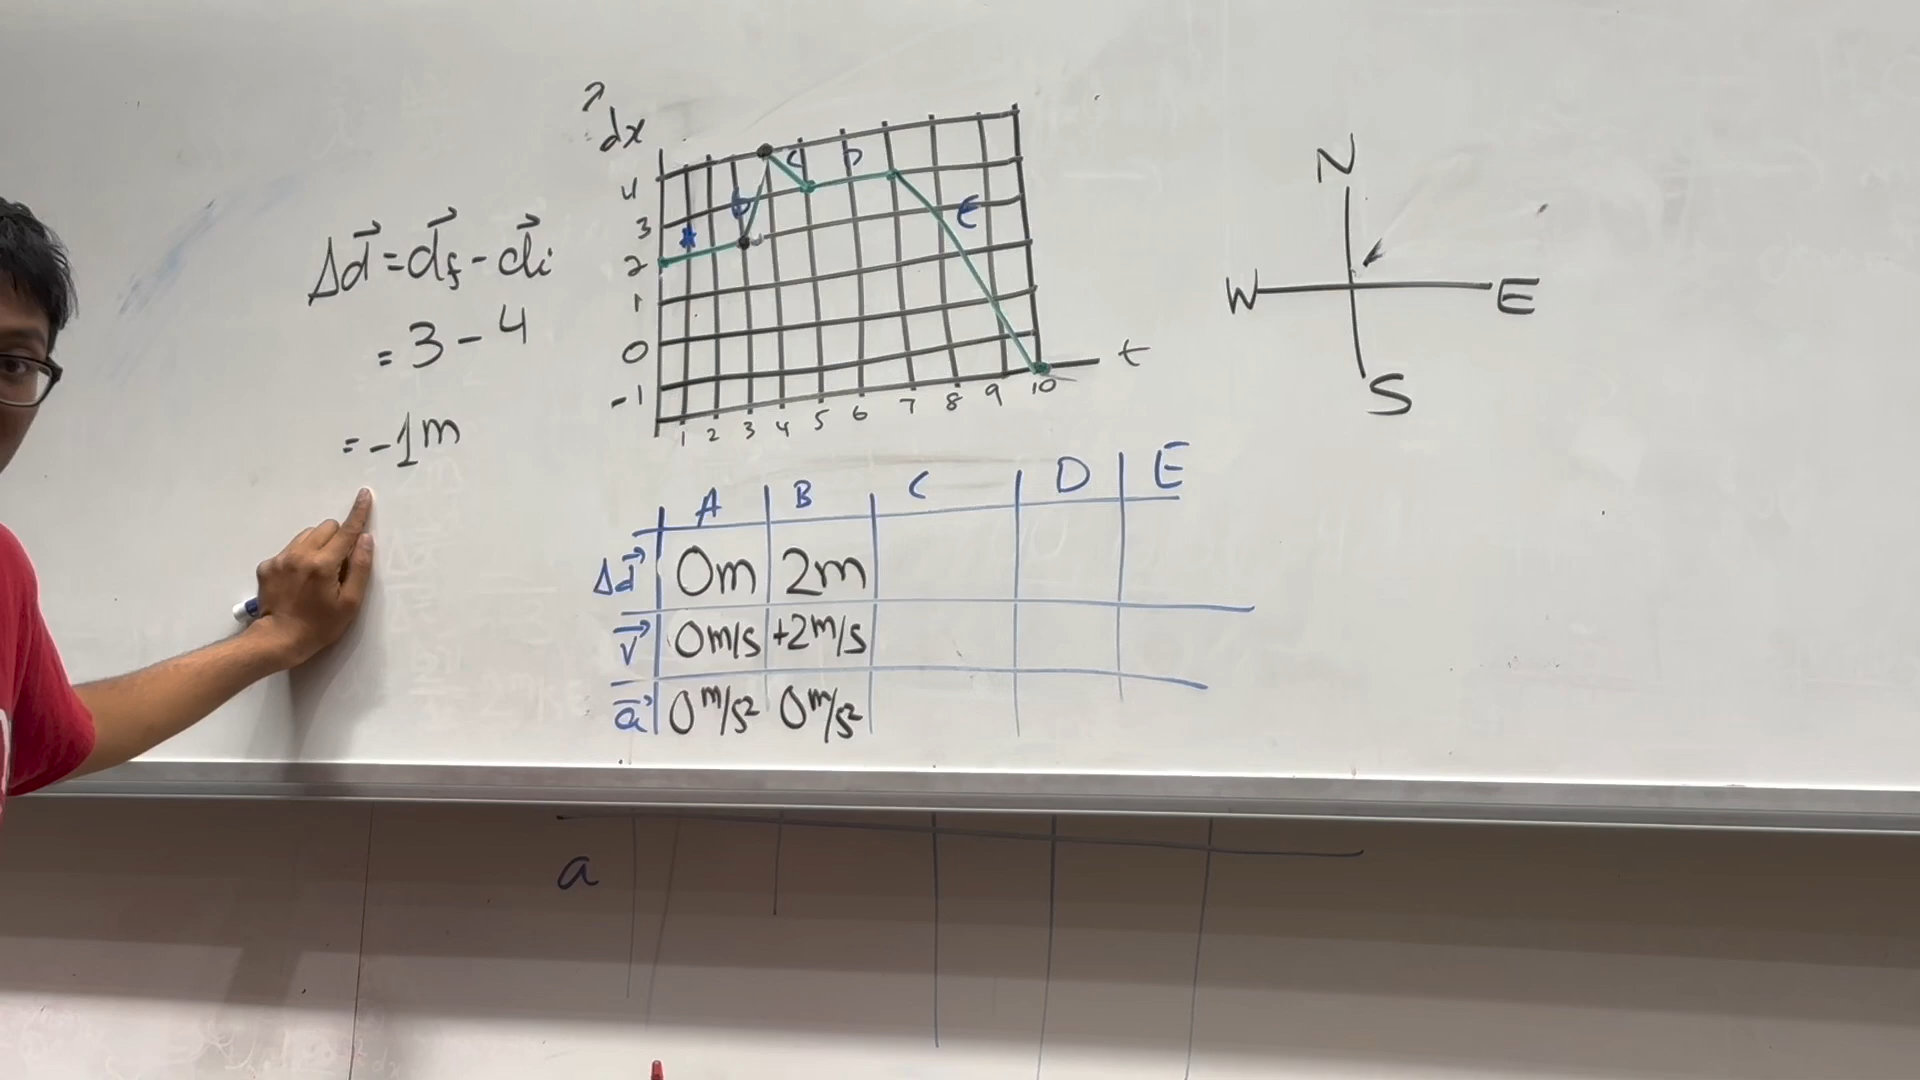 Δd⃗ = d⃗f - d⃗i
= 3 - 4
= -1m
dx
4
3
2
1
0
-1
A
b
C
D
E
1 2 3 4 5 6 7 8 9 10
t
N
W E
S
A B C D E
Δd⃗ 0m 2m
v⃗ 0m/s +2m/s
a⃗ 0m/s² 0m/s²
a